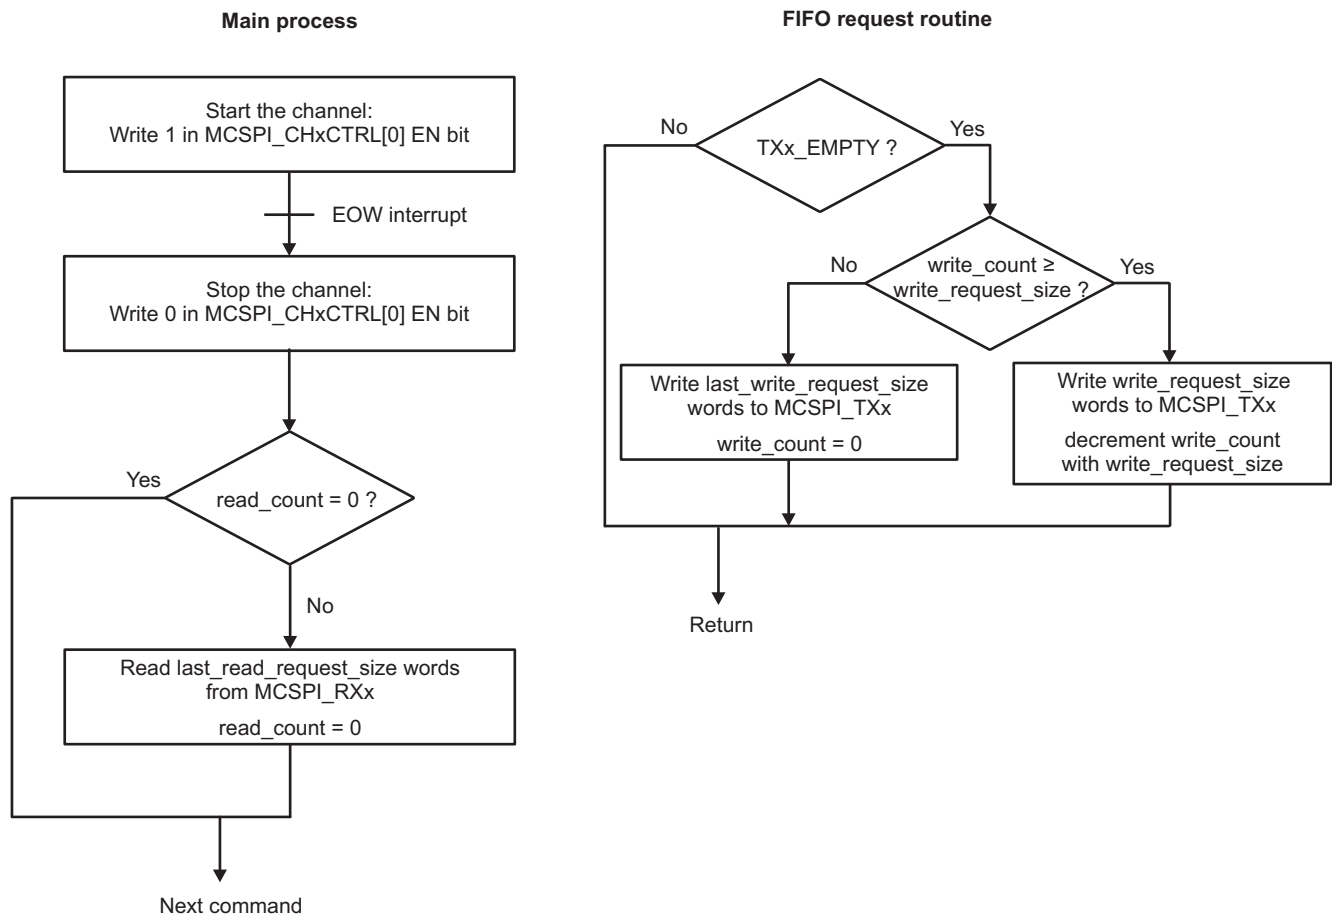 Main process
Start the channel:
Write 1 in MCSPI_CHxCTRL[0] EN bit
EOW interrupt
Stop the channel:
Write 0 in MCSPI_CHxCTRL[0] EN bit
Yes
read_count = 0 ?
No
Read last_read_request_size words
from MCSPI_RXx
read_count = 0
Next command
FIFO request routine
No
TXx_EMPTY ?
Yes
No
write_count ≥
write_request_size ?
Yes
Write last_write_request_size
words to MCSPI_TXx
write_count = 0
Write write_request_size
words to MCSPI_TXx
decrement write_count
with write_request_size
Return